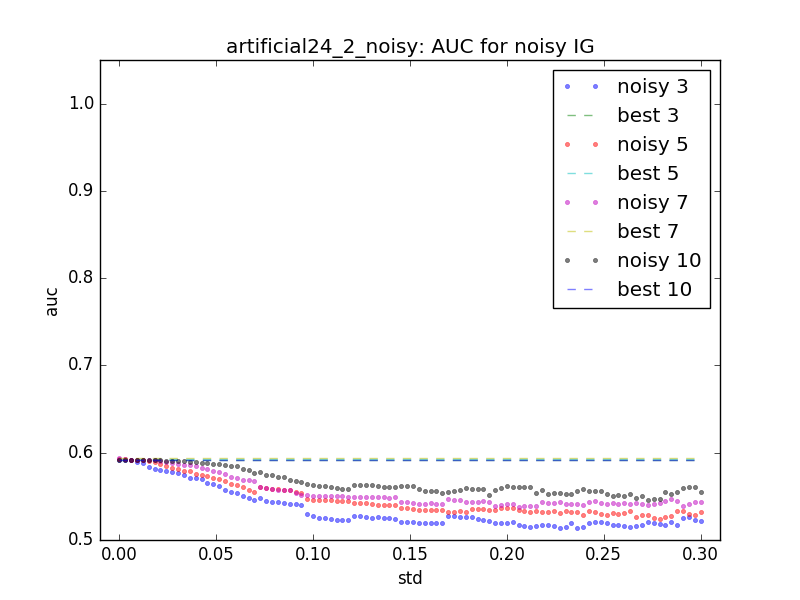 artificial24_2_noisy: AUC for noisy IG
1.0
0.9
0.8
0.7
0.6
0.5
auc
0.00
0.05
0.10
0.15
0.20
0.25
0.30
std
noisy 3
best 3
noisy 5
best 5
noisy 7
best 7
noisy 10
best 10